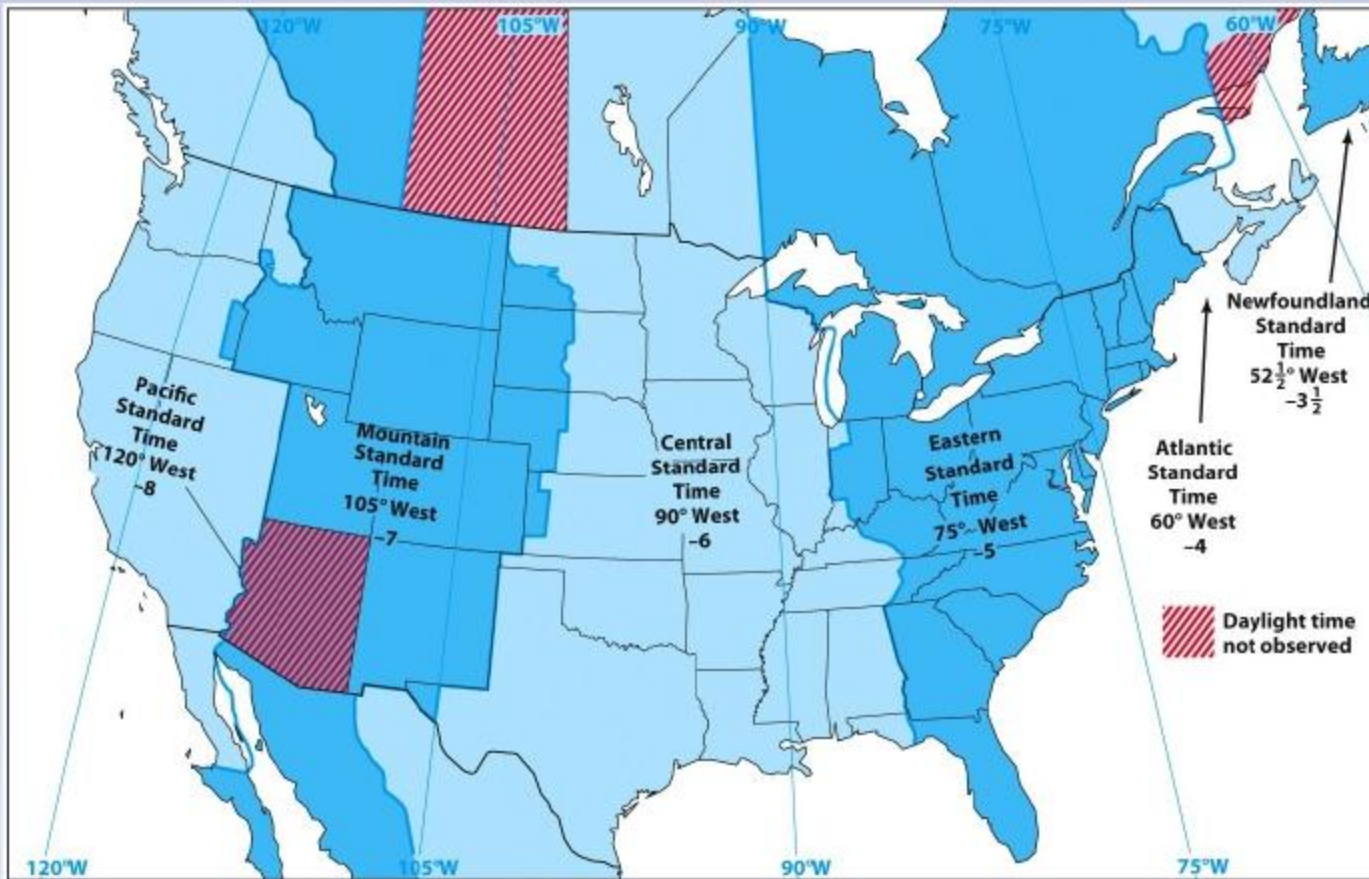 120°W
105°W
90°W
75°W
60°W
Pacific
Standard
Time
120° West
–8
Mountain
Standard
Time
105° West
–7
Central
Standard
Time
90° West
–6
Eastern
Standard
Time
75° West
–5
Atlantic
Standard
Time
60° West
–4
Newfoundland
Standard
Time
52½° West
–3½
Daylight time
not observed
120°W
105°W
90°W
75°W